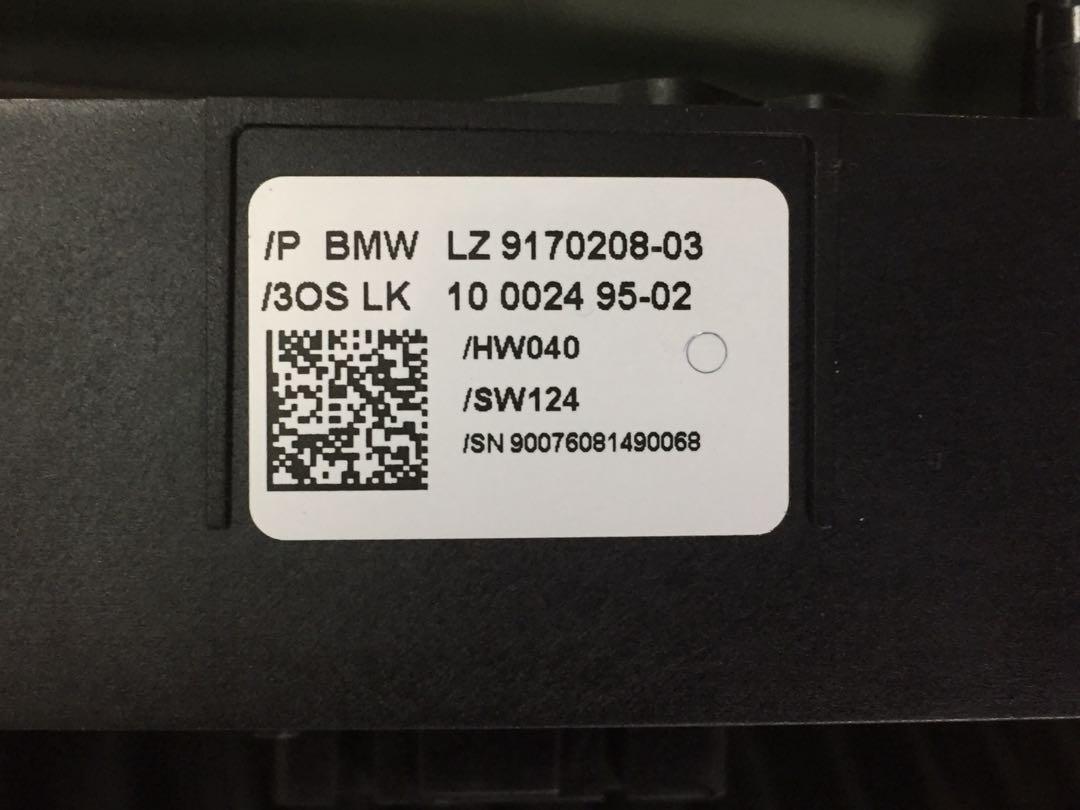 /P BMW LZ 9170208-03
/3OS LK 10 0024 95-02
/HW040
/SW124
/SN 90076081490068